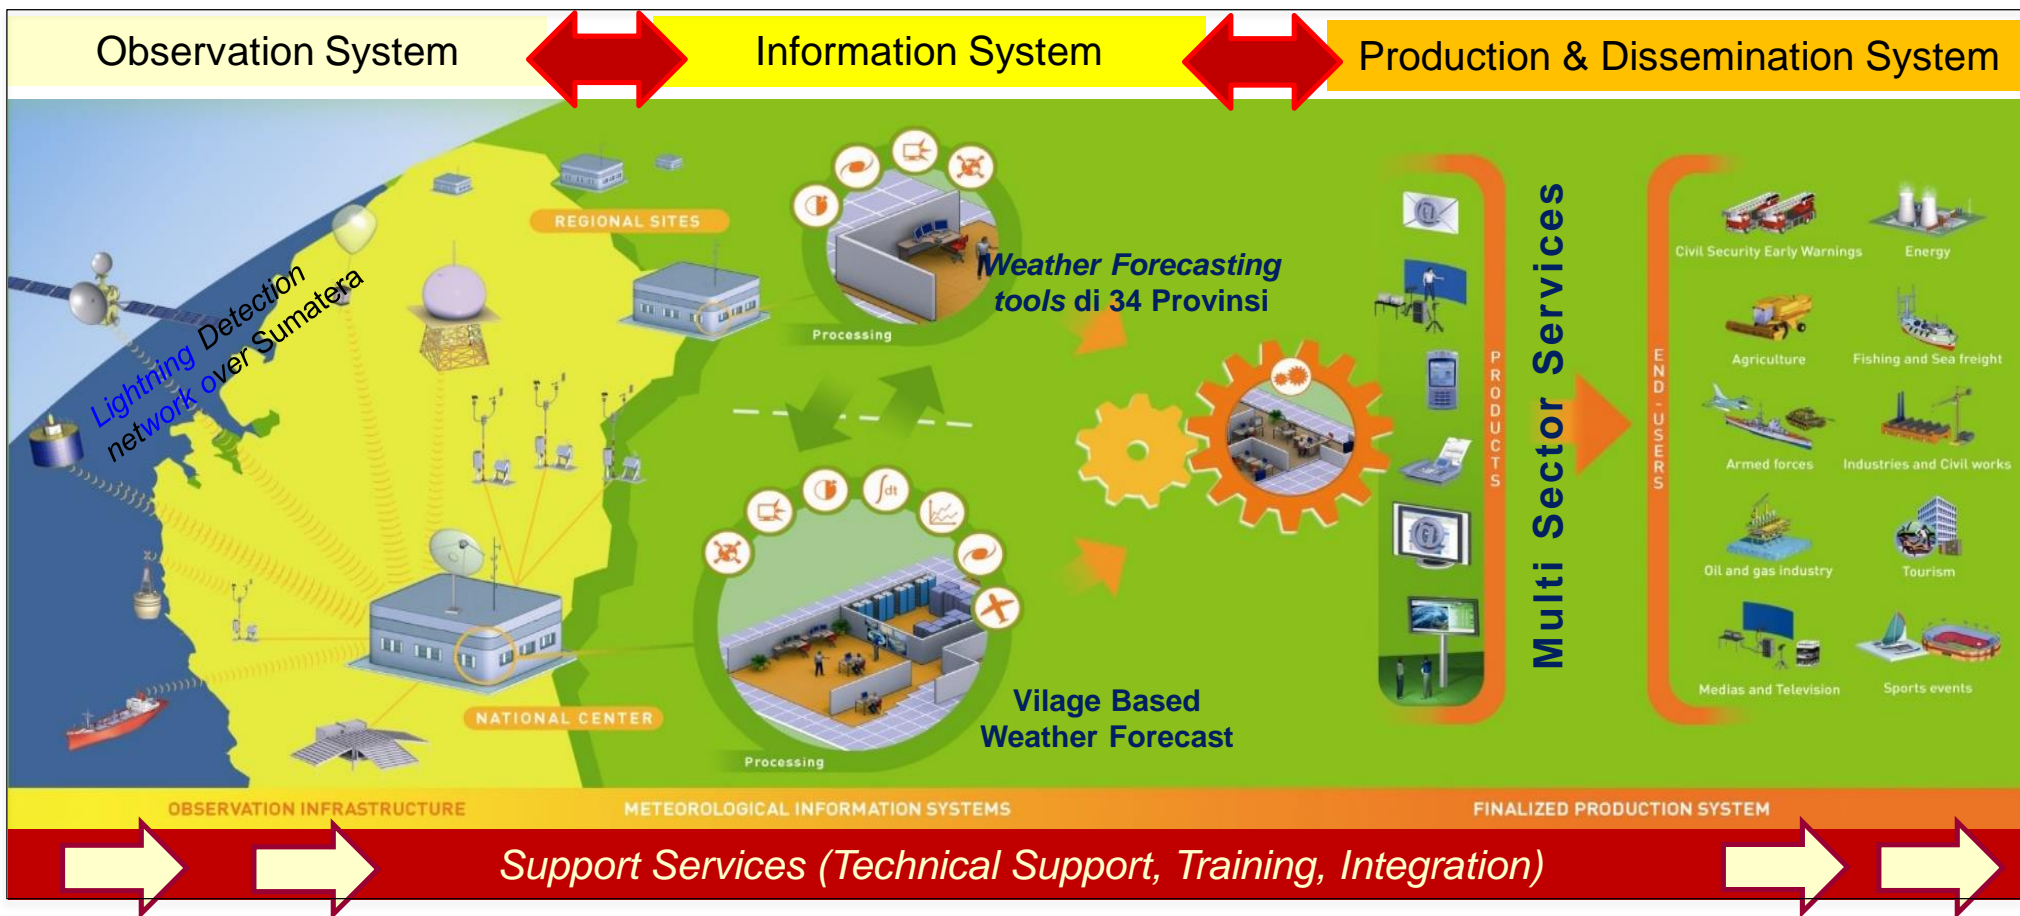 Observation System
Information System
Production & Dissemination System
Lightning Detection
network over Sumatera
REGIONAL SITES
Processing
Weather Forecasting
tools di 34 Provinsi
∫dt
NATIONAL CENTER
Processing
Vilage Based
Weather Forecast
@
@
PRODUCTS
Multi Sector Services
END-USERS
Civil Security Early Warnings
Energy
Agriculture
Fishing and Sea freight
Armed forces
Industries and Civil works
Oil and gas industry
Tourism
Medias and Television
Sports events
OBSERVATION INFRASTRUCTURE
METEOROLOGICAL INFORMATION SYSTEMS
FINALIZED PRODUCTION SYSTEM
Support Services (Technical Support, Training, Integration)